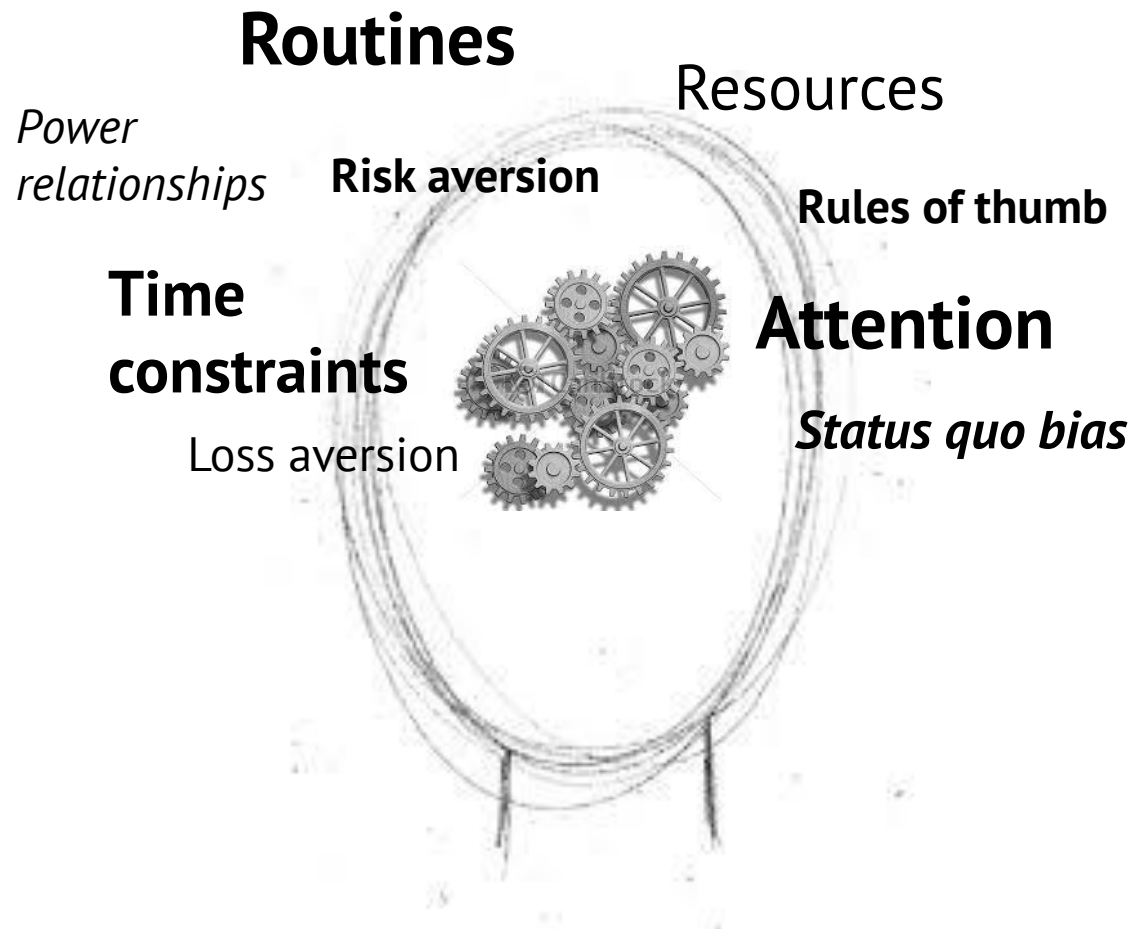 Routines
Resources
Power
relationships
Risk aversion
Rules of thumb
Time
constraints
Attention
Status quo bias
Loss aversion